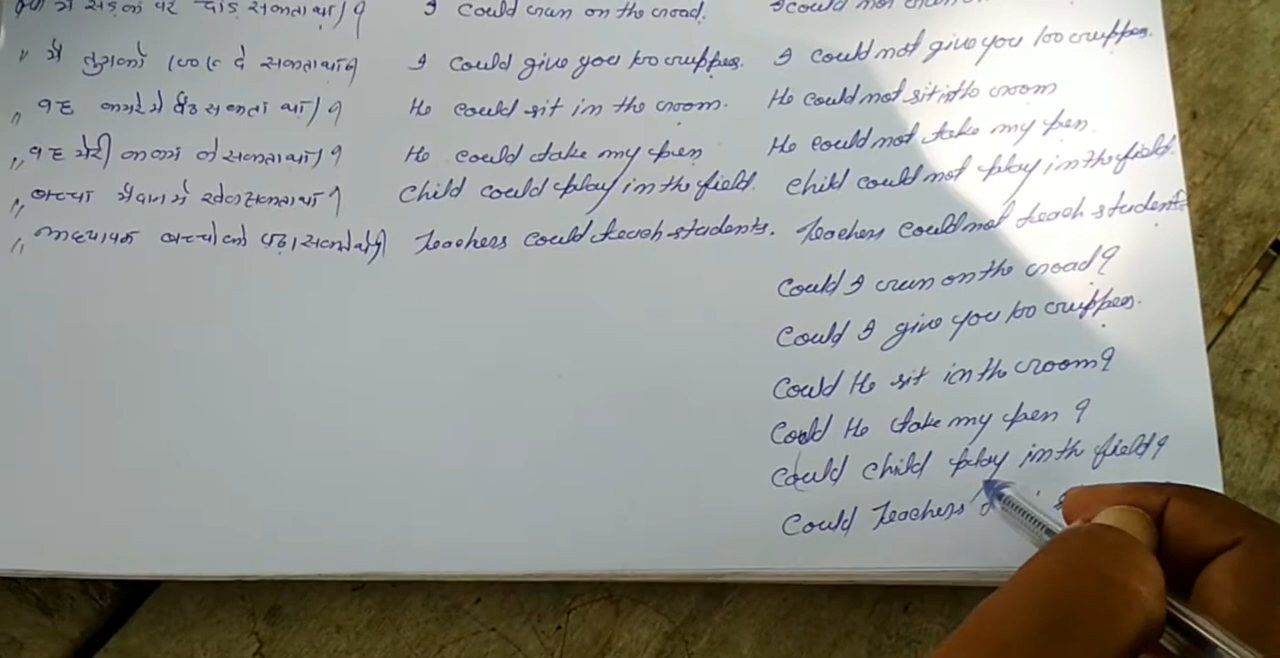 मै सड़क पर दौड़ सकता था/? I could run on the road. I could not
" मै तुमको 100 रु दे सकता था? I could give you 100 ruppes. I could not give you 100 ruppes.
" वह कमरे मे बैठ सकता था/? He could sit in the room. He could not sit in the room
" वह मेरी कलम ले सकता था/? He could take my pen He could not take my pen
" बच्चा मैदान मे खेल सकता था? Child could play in the field. Child could not play in the field.
" अध्यापक बच्चो को पढ़ा सकते थे? Teachers could teach students. Teachers could not teach students
Could I run on the road?
Could I give you 100 ruppes.
Could He sit in the room?
Could He take my pen ?
Could child play in the field?
Could Teachers